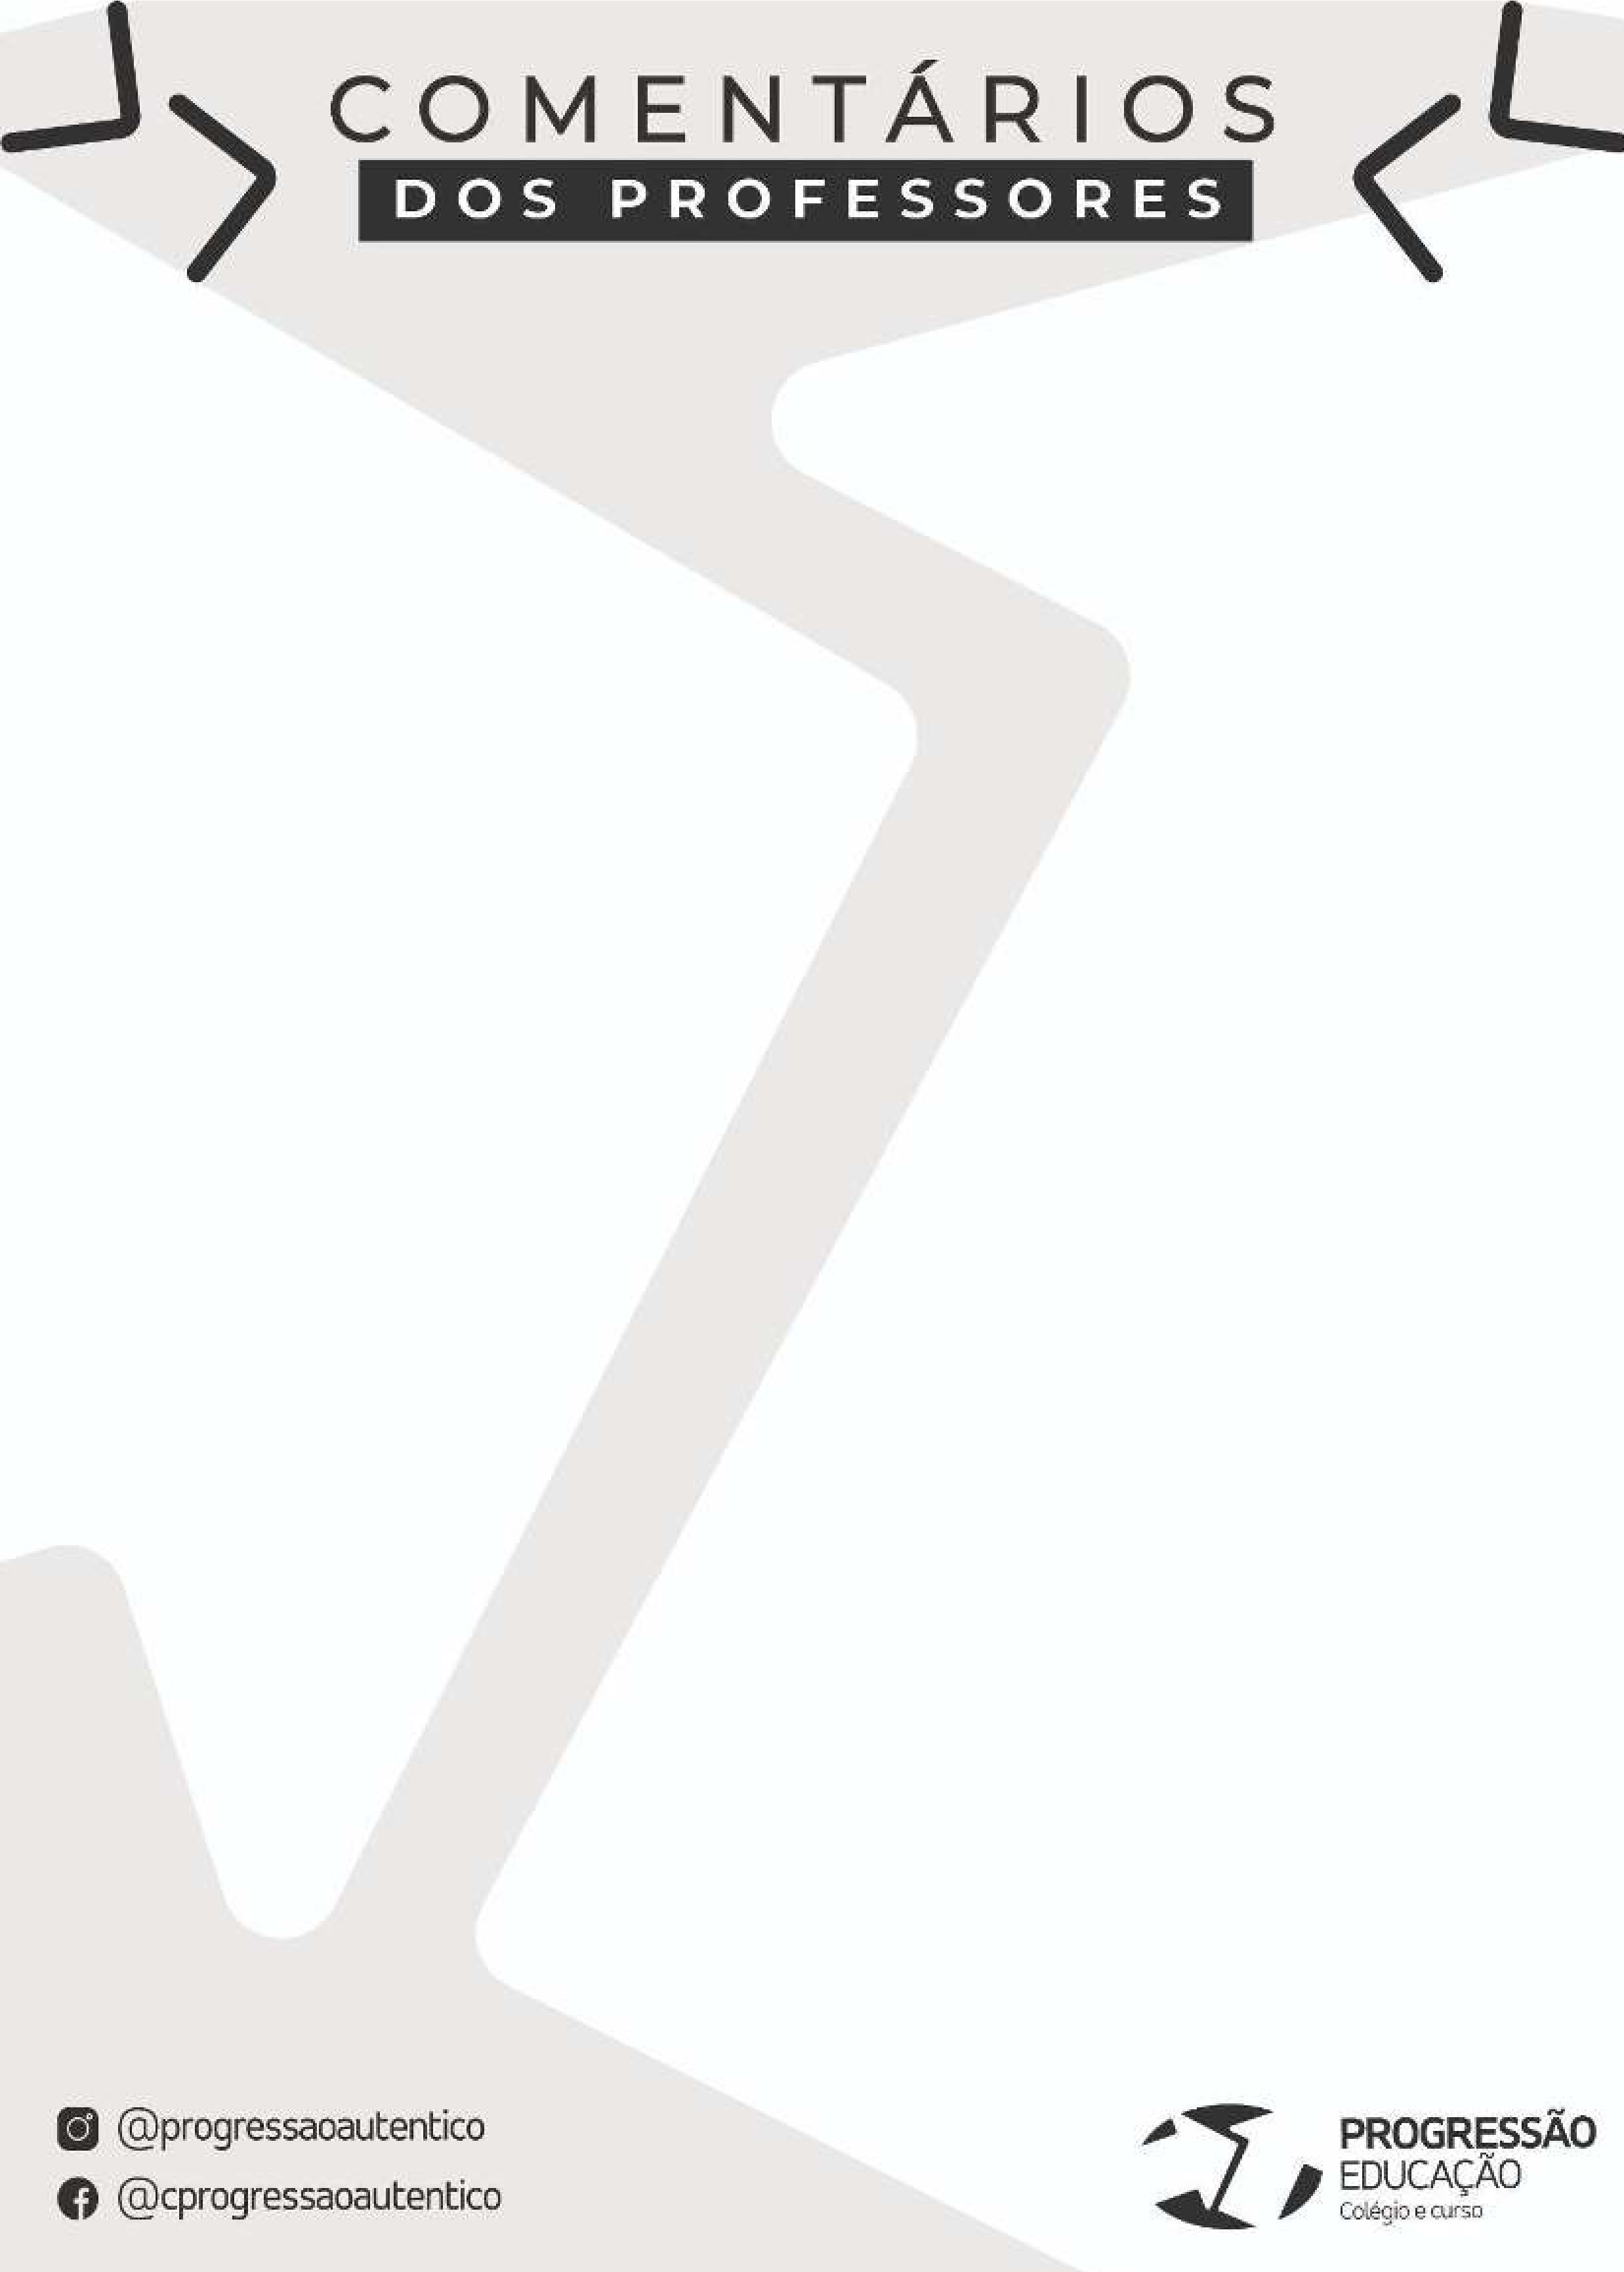 COMENTÁRIOS
DOS PROFESSORES
@progressaoautentico
@cprogressaoautentico
PROGRESSÃO
EDUCAÇÃO
Colégio e curso